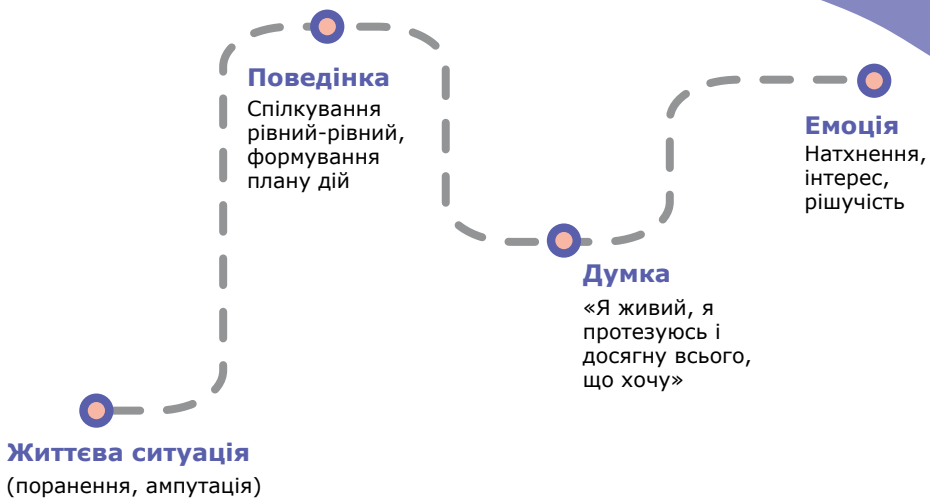 Поведінка
Спілкування
рівний-рівний,
формування
плану дій
Емоція
Натхнення,
інтерес,
рішучість
Думка
«Я живий, я
протезуюсь і
досягну всього,
що хочу»
Життєва ситуація
(поранення, ампутація)